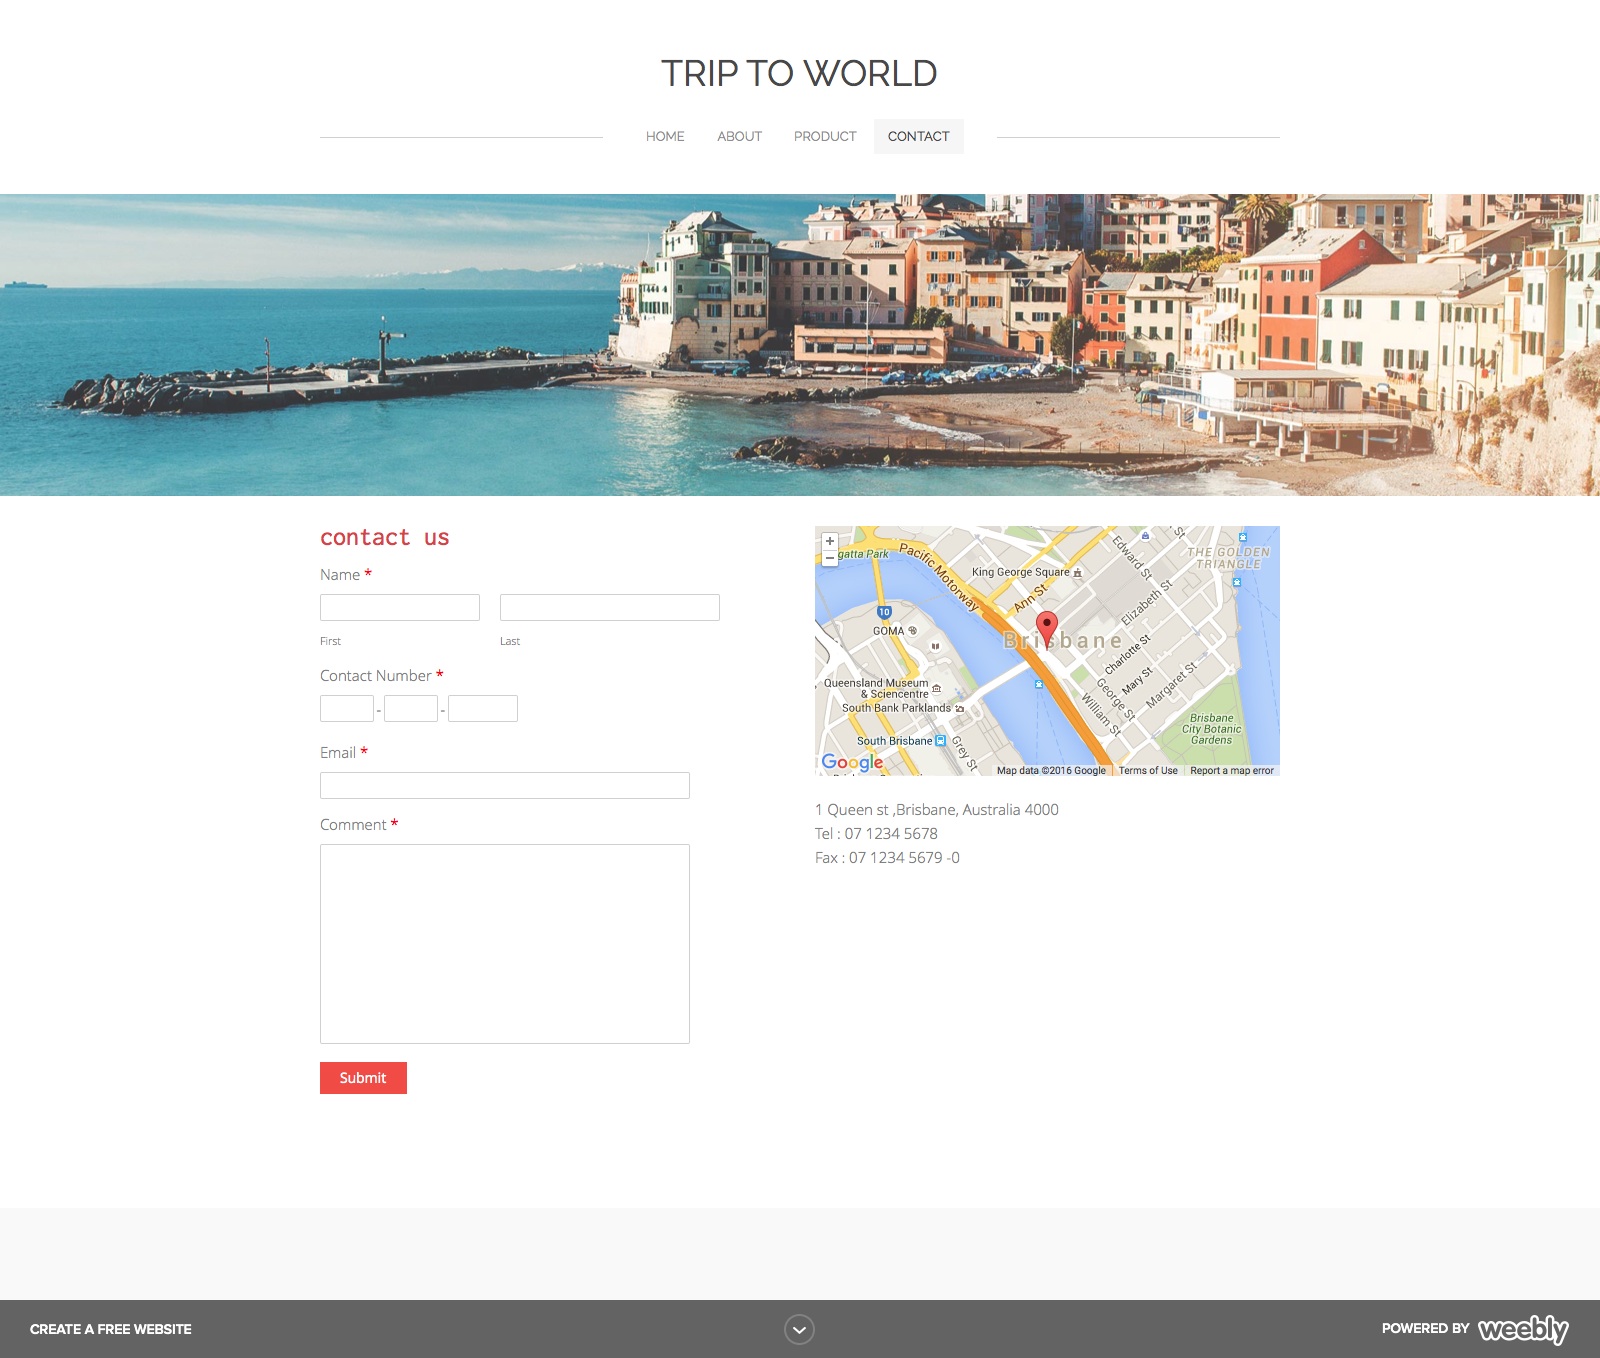 TRIP TO WORLD
HOME ABOUT PRODUCT CONTACT
contact us
Name *
First Last
Contact Number *
- -
Email *
Comment *
Submit
+
−
gatta Park
Pacific Motorway
King George Square
Ann St
Edward St
THE GOLDEN
TRIANGLE
10
GOMA
Brisbane
Elizabeth St
Charlotte St
Mary St
Margaret St
George St
William St
Queensland Museum
& Sciencentre
South Bank Parklands
South Brisbane
Grey St
Brisbane
City Botanic
Gardens
Google
Map data ©2016 Google Terms of Use Report a map error
1 Queen st ,Brisbane, Australia 4000
Tel : 07 1234 5678
Fax : 07 1234 5679 -0
CREATE A FREE WEBSITE
POWERED BY weebly